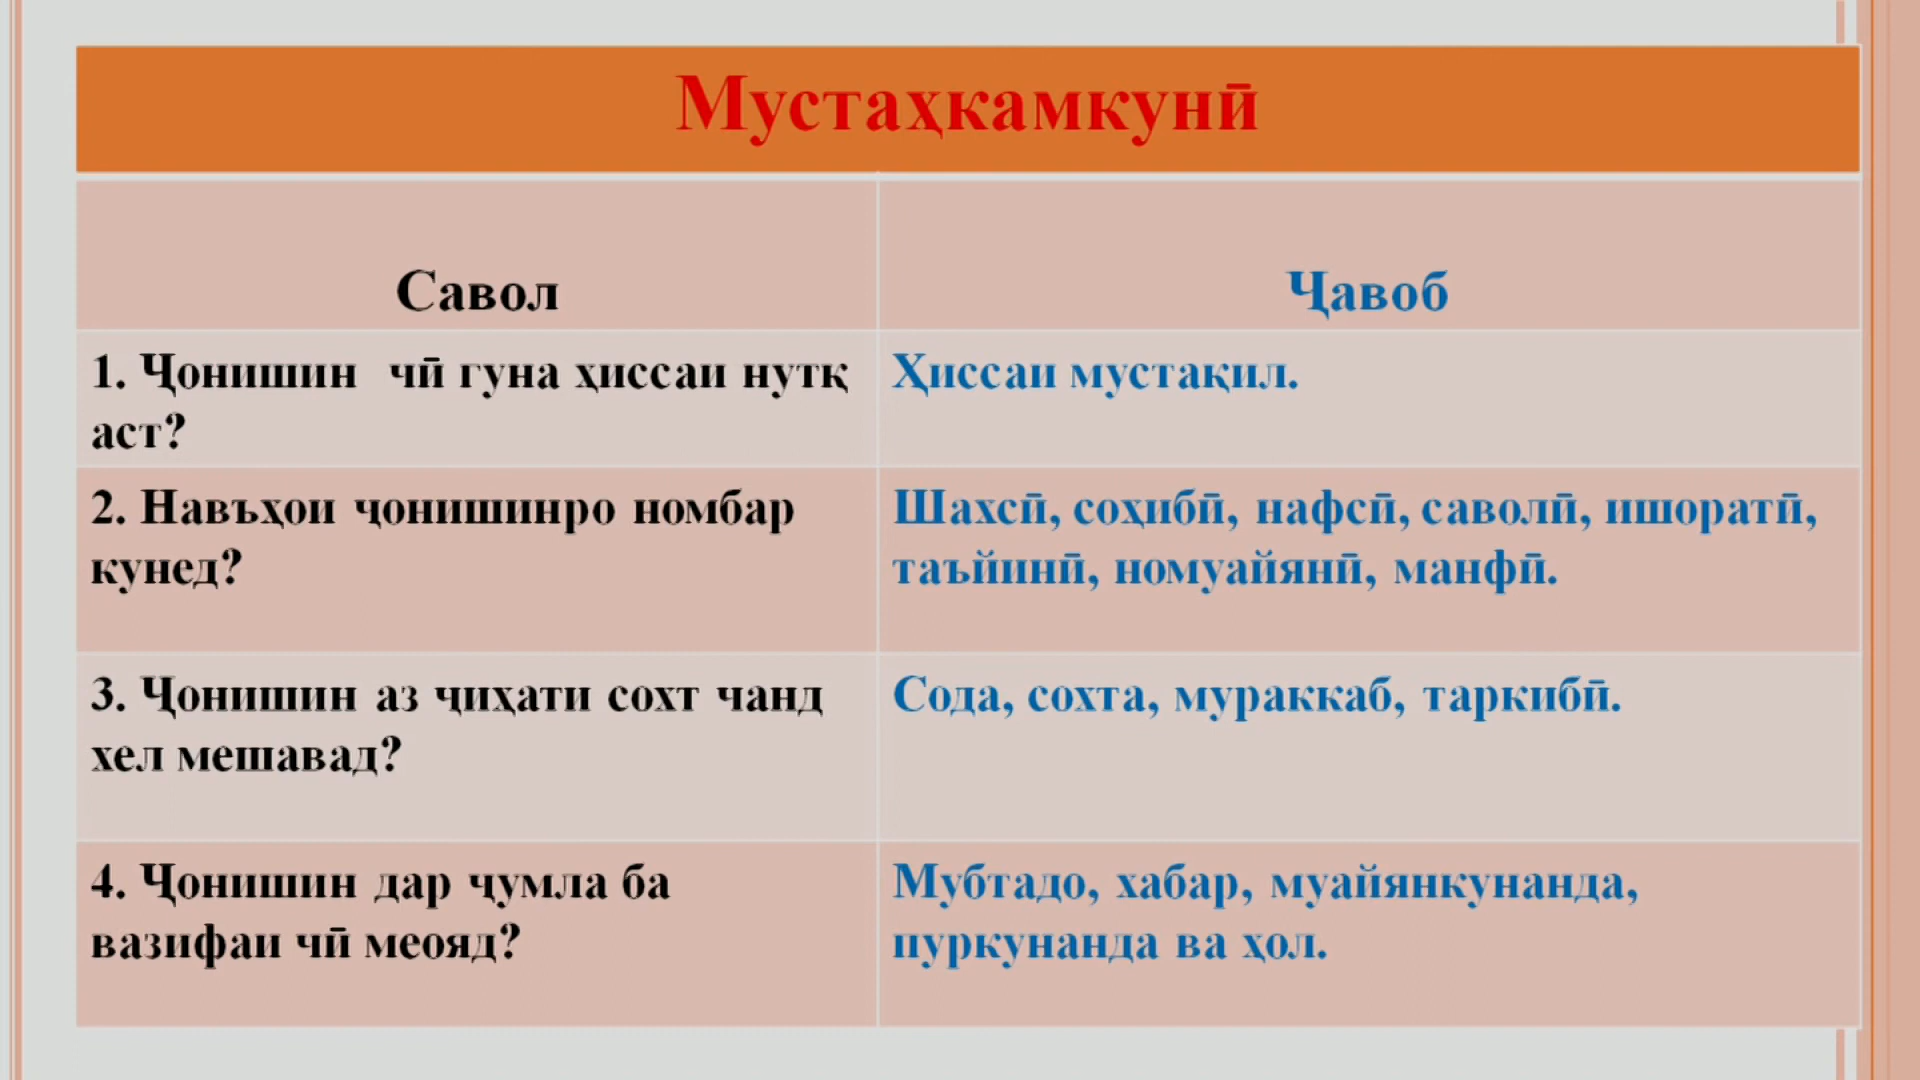 Мустаҳкамкунӣ
Савол
Ҷавоб
1. Ҷонишин чӣ гуна ҳиссаи нутқ
аст?
Ҳиссаи мустақил.
2. Навъҳои ҷонишинро номбар
кунед?
Шахсӣ, соҳибӣ, нафсӣ, саволӣ, ишоратӣ,
таъйинӣ, номуайянӣ, манфӣ.
3. Ҷонишин аз ҷиҳати сохт чанд
хел мешавад?
Сода, сохта, мураккаб, таркибӣ.
4. Ҷонишин дар ҷумла ба
вазифаи чӣ меояд?
Мубтадо, хабар, муайянкунанда,
пуркунанда ва ҳол.